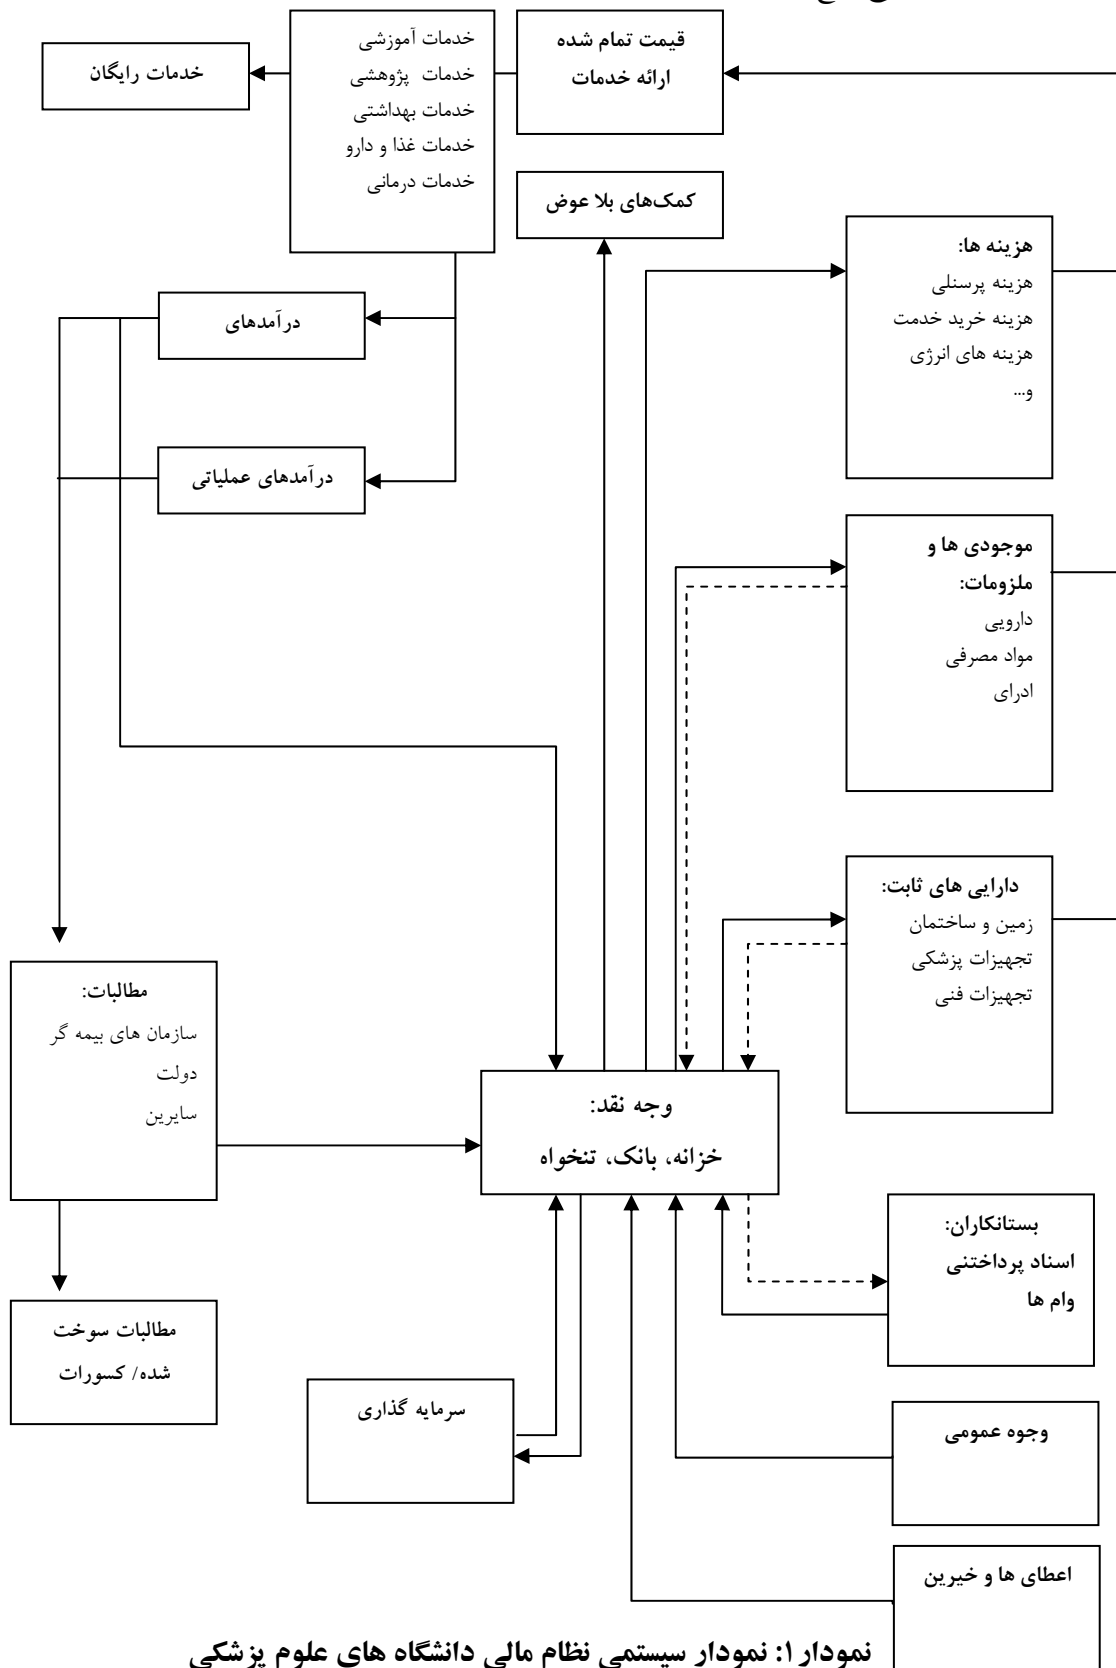 قیمت تمام شده
ارائه خدمات
خدمات آموزشی
خدمات پژوهشی
خدمات بهداشتی
خدمات غذا و دارو
خدمات درمانی
خدمات رایگان
کمک‌های بلا عوض
هزینه ها:
هزینه پرسنلی
هزینه خرید خدمت
هزینه های انرژی
و...
درآمدهای
درآمدهای عملیاتی
موجودی ها و
ملزومات:
دارویی
مواد مصرفی
ادرای
دارایی های ثابت:
زمین و ساختمان
تجهیزات پزشکی
تجهیزات فنی
مطالبات:
سازمان های بیمه گر
دولت
سایرین
وجه نقد:
خزانه، بانک، تنخواه
بستانکاران:
اسناد پرداختنی
وام ها
مطالبات سوخت
شده/ کسورات
سرمایه گذاری
وجوه عمومی
اعطای ها و خیرین
نمودار ۱: نمودار سیستمی نظام مالی دانشگاه های علوم پزشکی